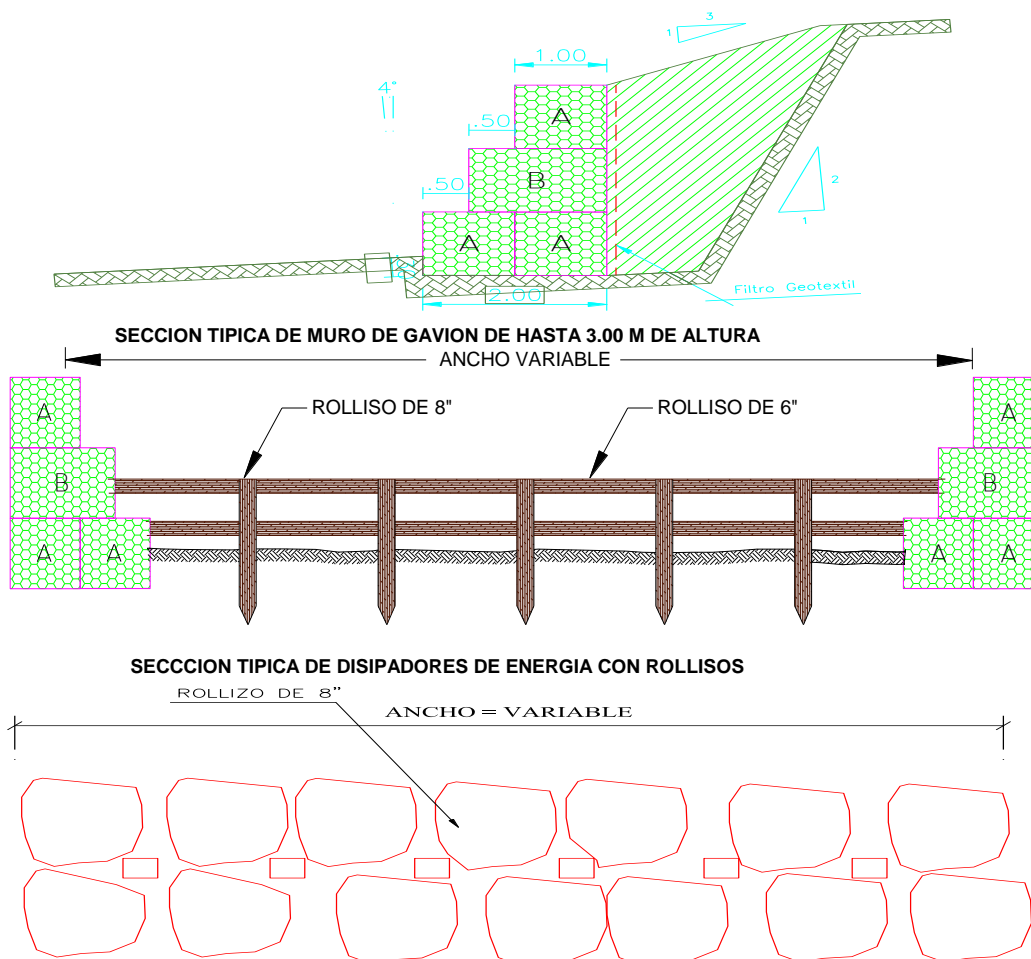 3
1
1.00
4°
A
.50
B
2
.50
1
A A
Filtro Geotextil
2.00
SECCION TIPICA DE MURO DE GAVION DE HASTA 3.00 M DE ALTURA
ANCHO VARIABLE
ROLLISO DE 8" ROLLISO DE 6"
A A
B B
A A A A
SECCCION TIPICA DE DISIPADORES DE ENERGIA CON ROLLISOS
ROLLIZO DE 8"
ANCHO = VARIABLE